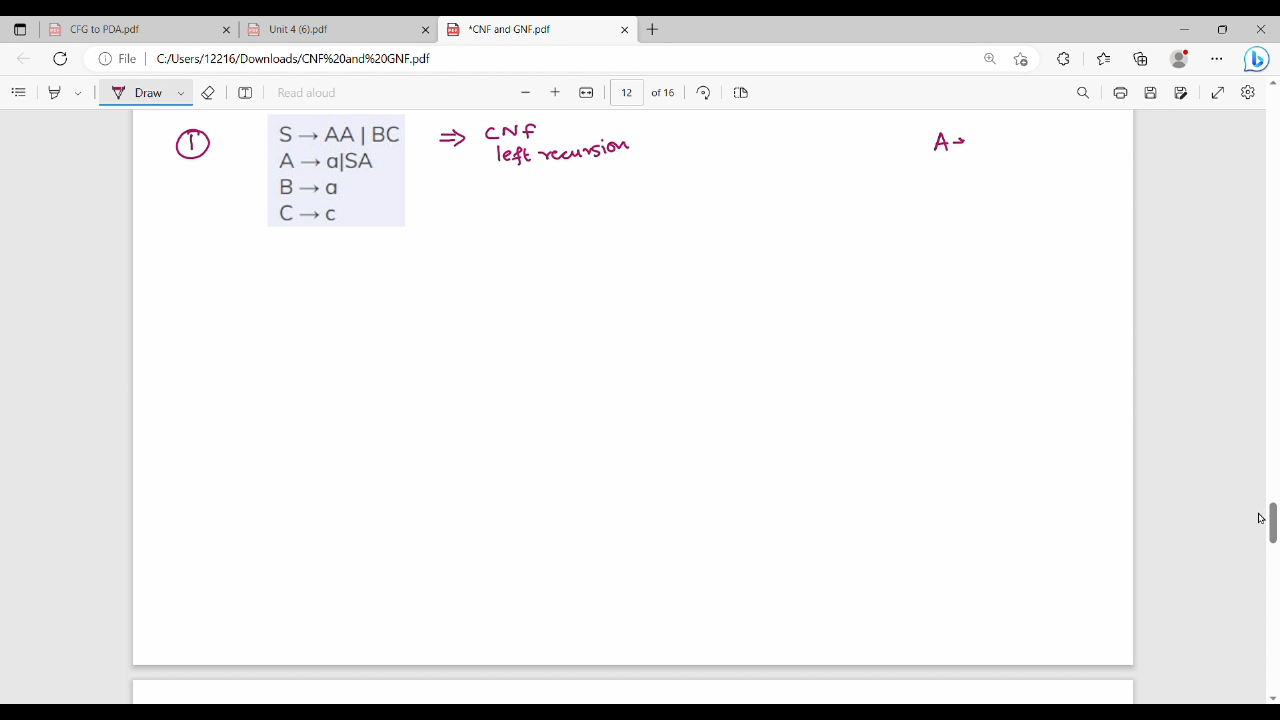 CFG to PDA.pdf
Unit 4 (6).pdf
*CNF and GNF.pdf
File
C:/Users/12216/Downloads/CNF%20and%20GNF.pdf
Draw
Read aloud
12 of 16
1
S → AA | BC
A → a|SA
B → a
C → c
⇒ CNF
left recursion
A →